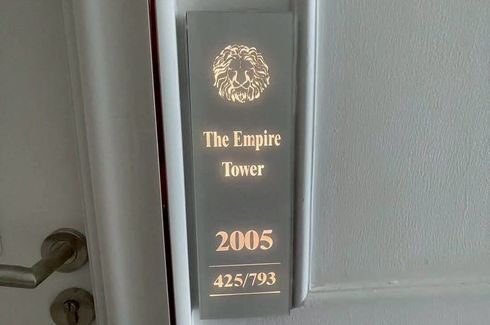 The Empire
Tower
2005
425/793